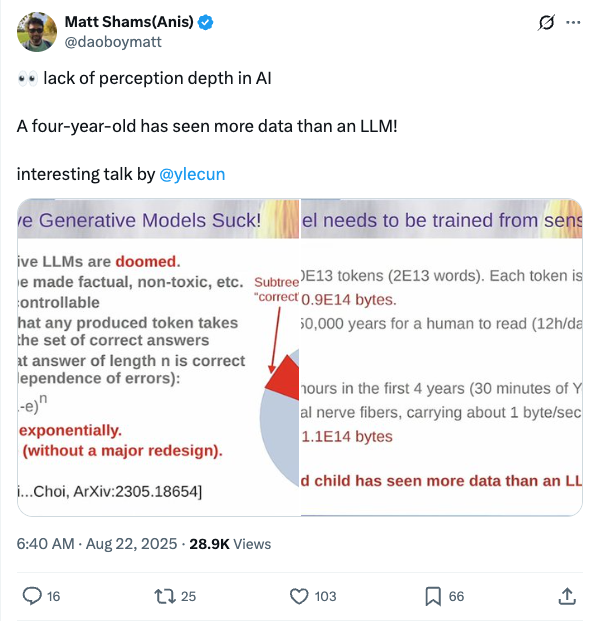 Matt Shams(Anis)
@daoboymatt
👀 lack of perception depth in AI
A four-year-old has seen more data than an LLM!
interesting talk by @ylecun
ve Generative Models Suck!
ive LLMs are doomed.
e made factual, non-toxic, etc.
ontrollable
hat any produced token takes
the set of correct answers
at answer of length n is correct
dependence of errors):
-e)^n
exponentially.
(without a major redesign).
i...Choi, ArXiv:2305.18654]
Subtree
"correct
el needs to be trained from sens
0E13 tokens (2E13 words). Each token is
0.9E14 bytes.
50,000 years for a human to read (12h/da
hours in the first 4 years (30 minutes of Y
al nerve fibers, carrying about 1 byte/sec
1.1E14 bytes
d child has seen more data than an LL
6:40 AM · Aug 22, 2025 · 28.9K Views
16 25 103 66